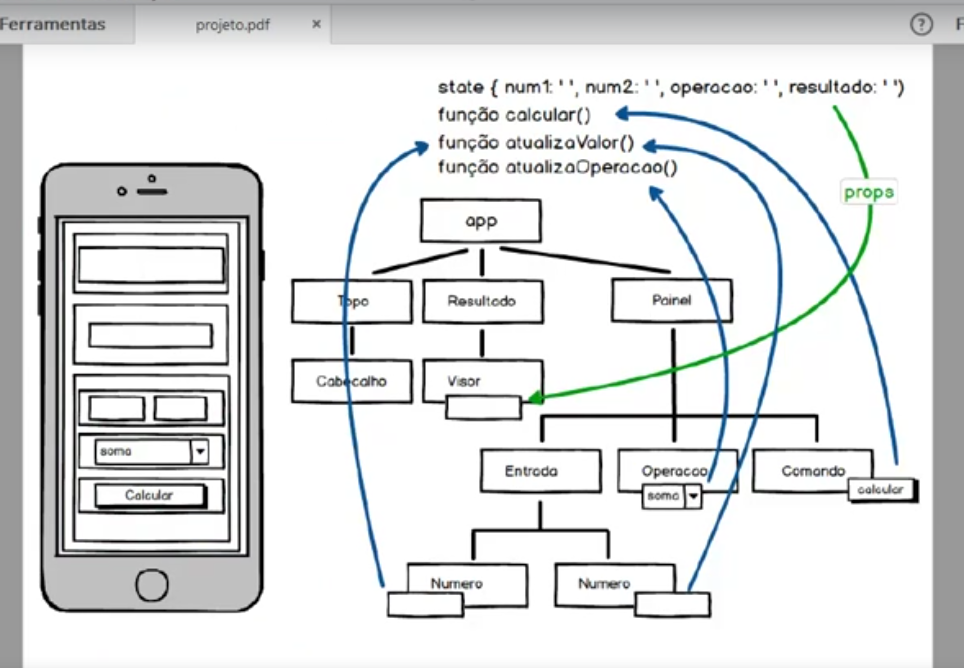 Ferramentas
projeto.pdf ×
?
F
state { num1: ' ', num2: ' ', operacao: ' ', resultado: ' ')
função calcular()
função atualizaValor()
função atualizaOperacao()
props
app
Topo
Resultado
Painel
Cabecalho
Visor
soma
Calcular
Entrada
Operacao
soma
Comando
calcular
Numero
Numero